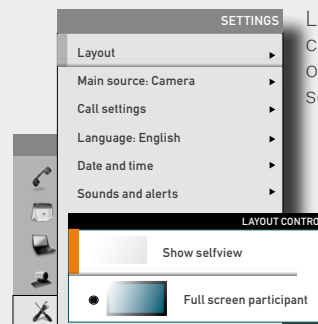 SETTINGS
Layout
Main source: Camera
Call settings
Language: English
Date and time
Sounds and alerts
LAYOUT CONTRO
Show selfview
Full screen participant